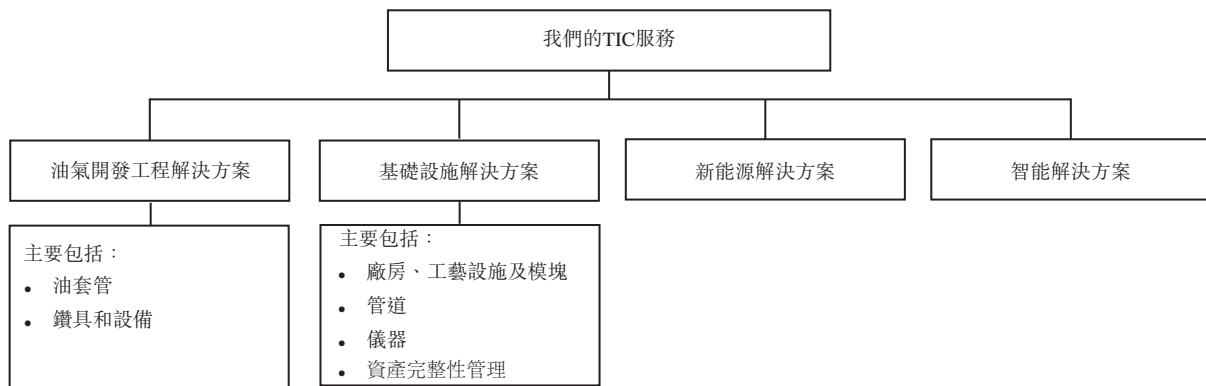 我們的TIC服務
油氣開發工程解決方案
基礎設施解決方案
新能源解決方案
智能解決方案
主要包括：
• 油套管
• 鑽具和設備
主要包括：
• 廠房、工藝設施及模塊
• 管道
• 儀器
• 資產完整性管理